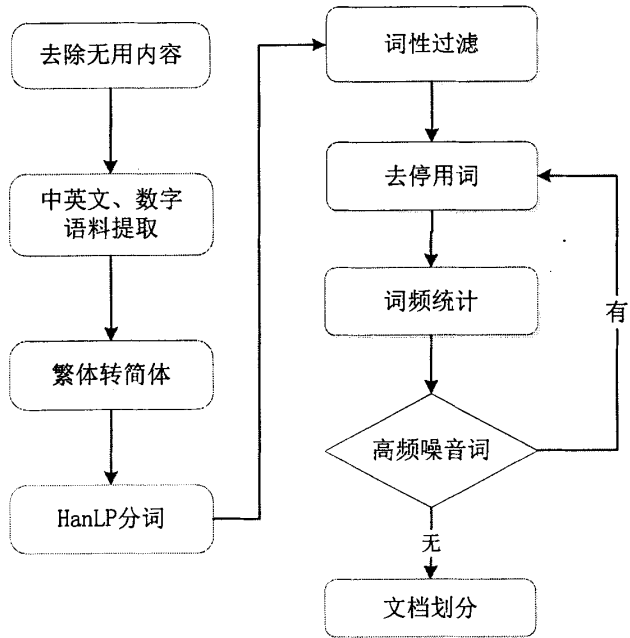 去除无用内容
中英文、数字
语料提取
繁体转简体
HanLP分词
词性过滤
去停用词
词频统计
高频噪音词
有
无
文档划分